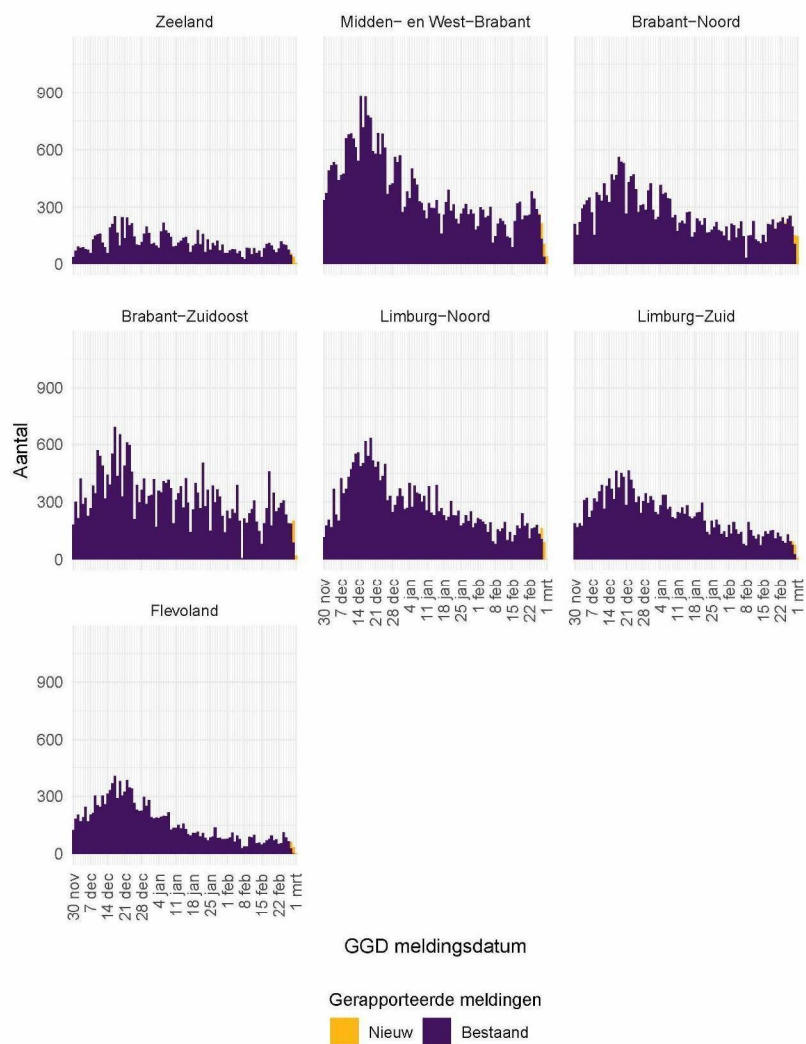 Zeeland
Midden- en West-Brabant
Brabant-Noord
900
600
300
0
Brabant-Zuidoost
Limburg-Noord
Limburg-Zuid
Aantal
900
600
300
0
30 nov
7 dec
14 dec
21 dec
28 dec
4 jan
11 jan
18 jan
25 jan
1 feb
8 feb
15 feb
22 feb
1 mrt
30 nov
7 dec
14 dec
21 dec
28 dec
4 jan
11 jan
18 jan
25 jan
1 feb
8 feb
15 feb
22 feb
1 mrt
Flevoland
900
600
300
0
30 nov
7 dec
14 dec
21 dec
28 dec
4 jan
11 jan
18 jan
25 jan
1 feb
8 feb
15 feb
22 feb
1 mrt
GGD meldingsdatum
Gerapporteerde meldingen
Nieuw
Bestaand